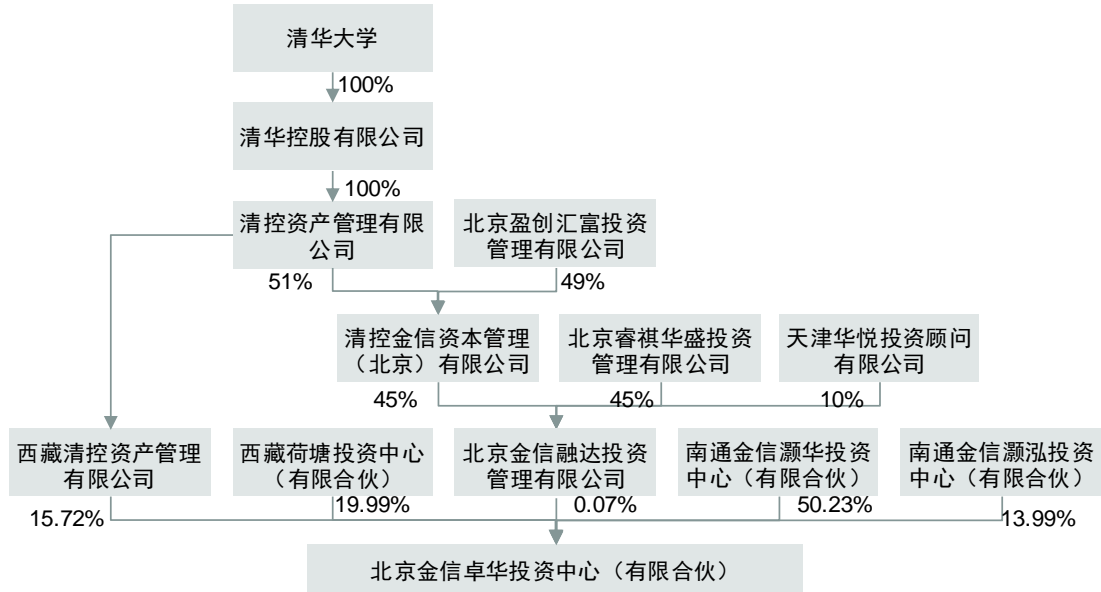 清华大学
100%
清华控股有限公司
100%
清控资产管理有限
公司
北京盈创汇富投资
管理有限公司
51%
49%
清控金信资本管理
（北京）有限公司
北京睿祺华盛投资
管理有限公司
天津华悦投资顾问
有限公司
45%
45%
10%
西藏清控资产管理
有限公司
西藏荷塘投资中心
（有限合伙）
北京金信融达投资
管理有限公司
南通金信灏华投资
中心（有限合伙）
南通金信灏泓投资
中心（有限合伙）
15.72%
19.99%
0.07%
50.23%
13.99%
北京金信卓华投资中心（有限合伙）